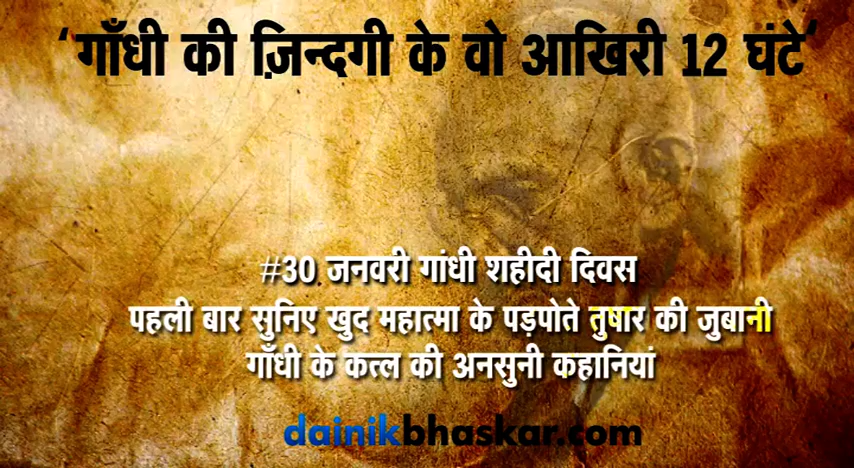 ‘गाँधी की ज़िन्दगी के वो आखिरी 12 घंटे‘
#30 जनवरी गांधी शहीदी दिवस
पहली बार सुनिए खुद महात्मा के पड़पोते तुषार की जुबानी
गाँधी के कत्ल की अनसुनी कहानियां
dainikbhaskar.com